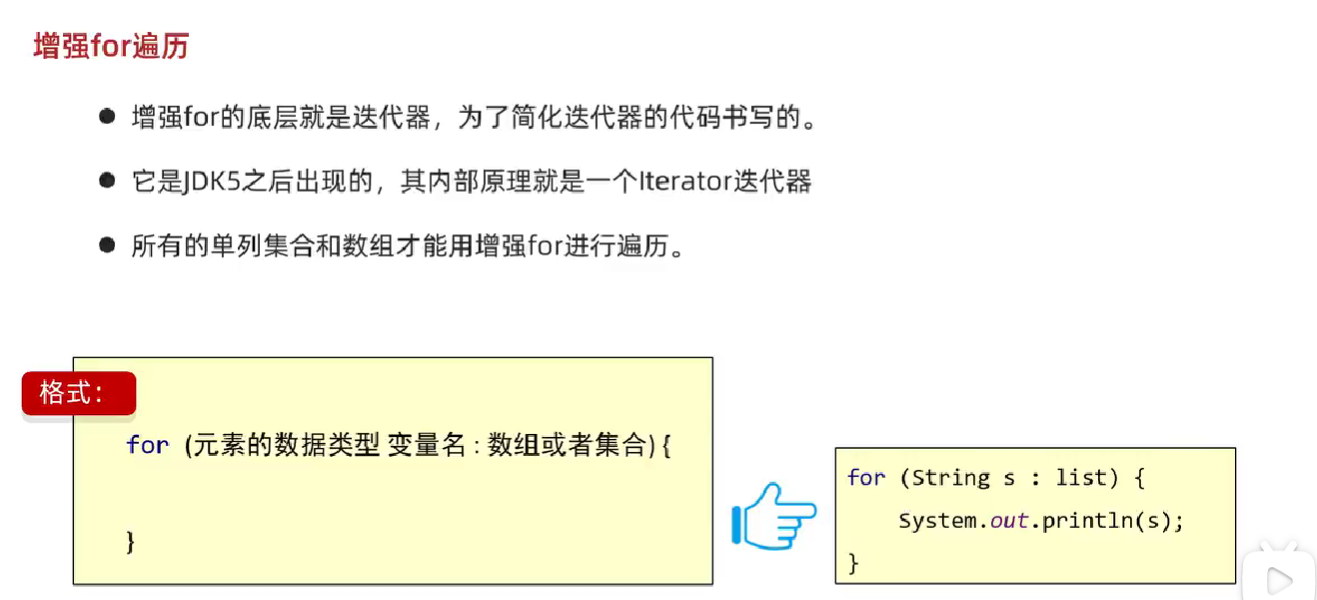 增强for遍历
增强for的底层就是迭代器，为了简化迭代器的代码书写的。
它是JDK5之后出现的，其内部原理就是一个Iterator迭代器
所有的单列集合和数组才能用增强for进行遍历。
格式：
for (元素的数据类型 变量名 : 数组或者集合) {
}
for (String s : list) {
System.out.println(s);
}